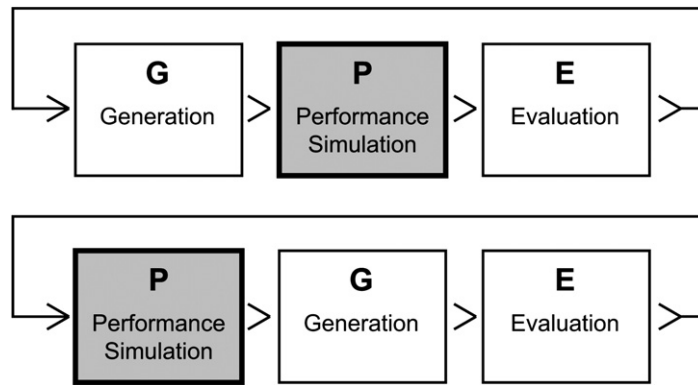 G
Generation
P
Performance
Simulation
E
Evaluation
P
Performance
Simulation
G
Generation
E
Evaluation